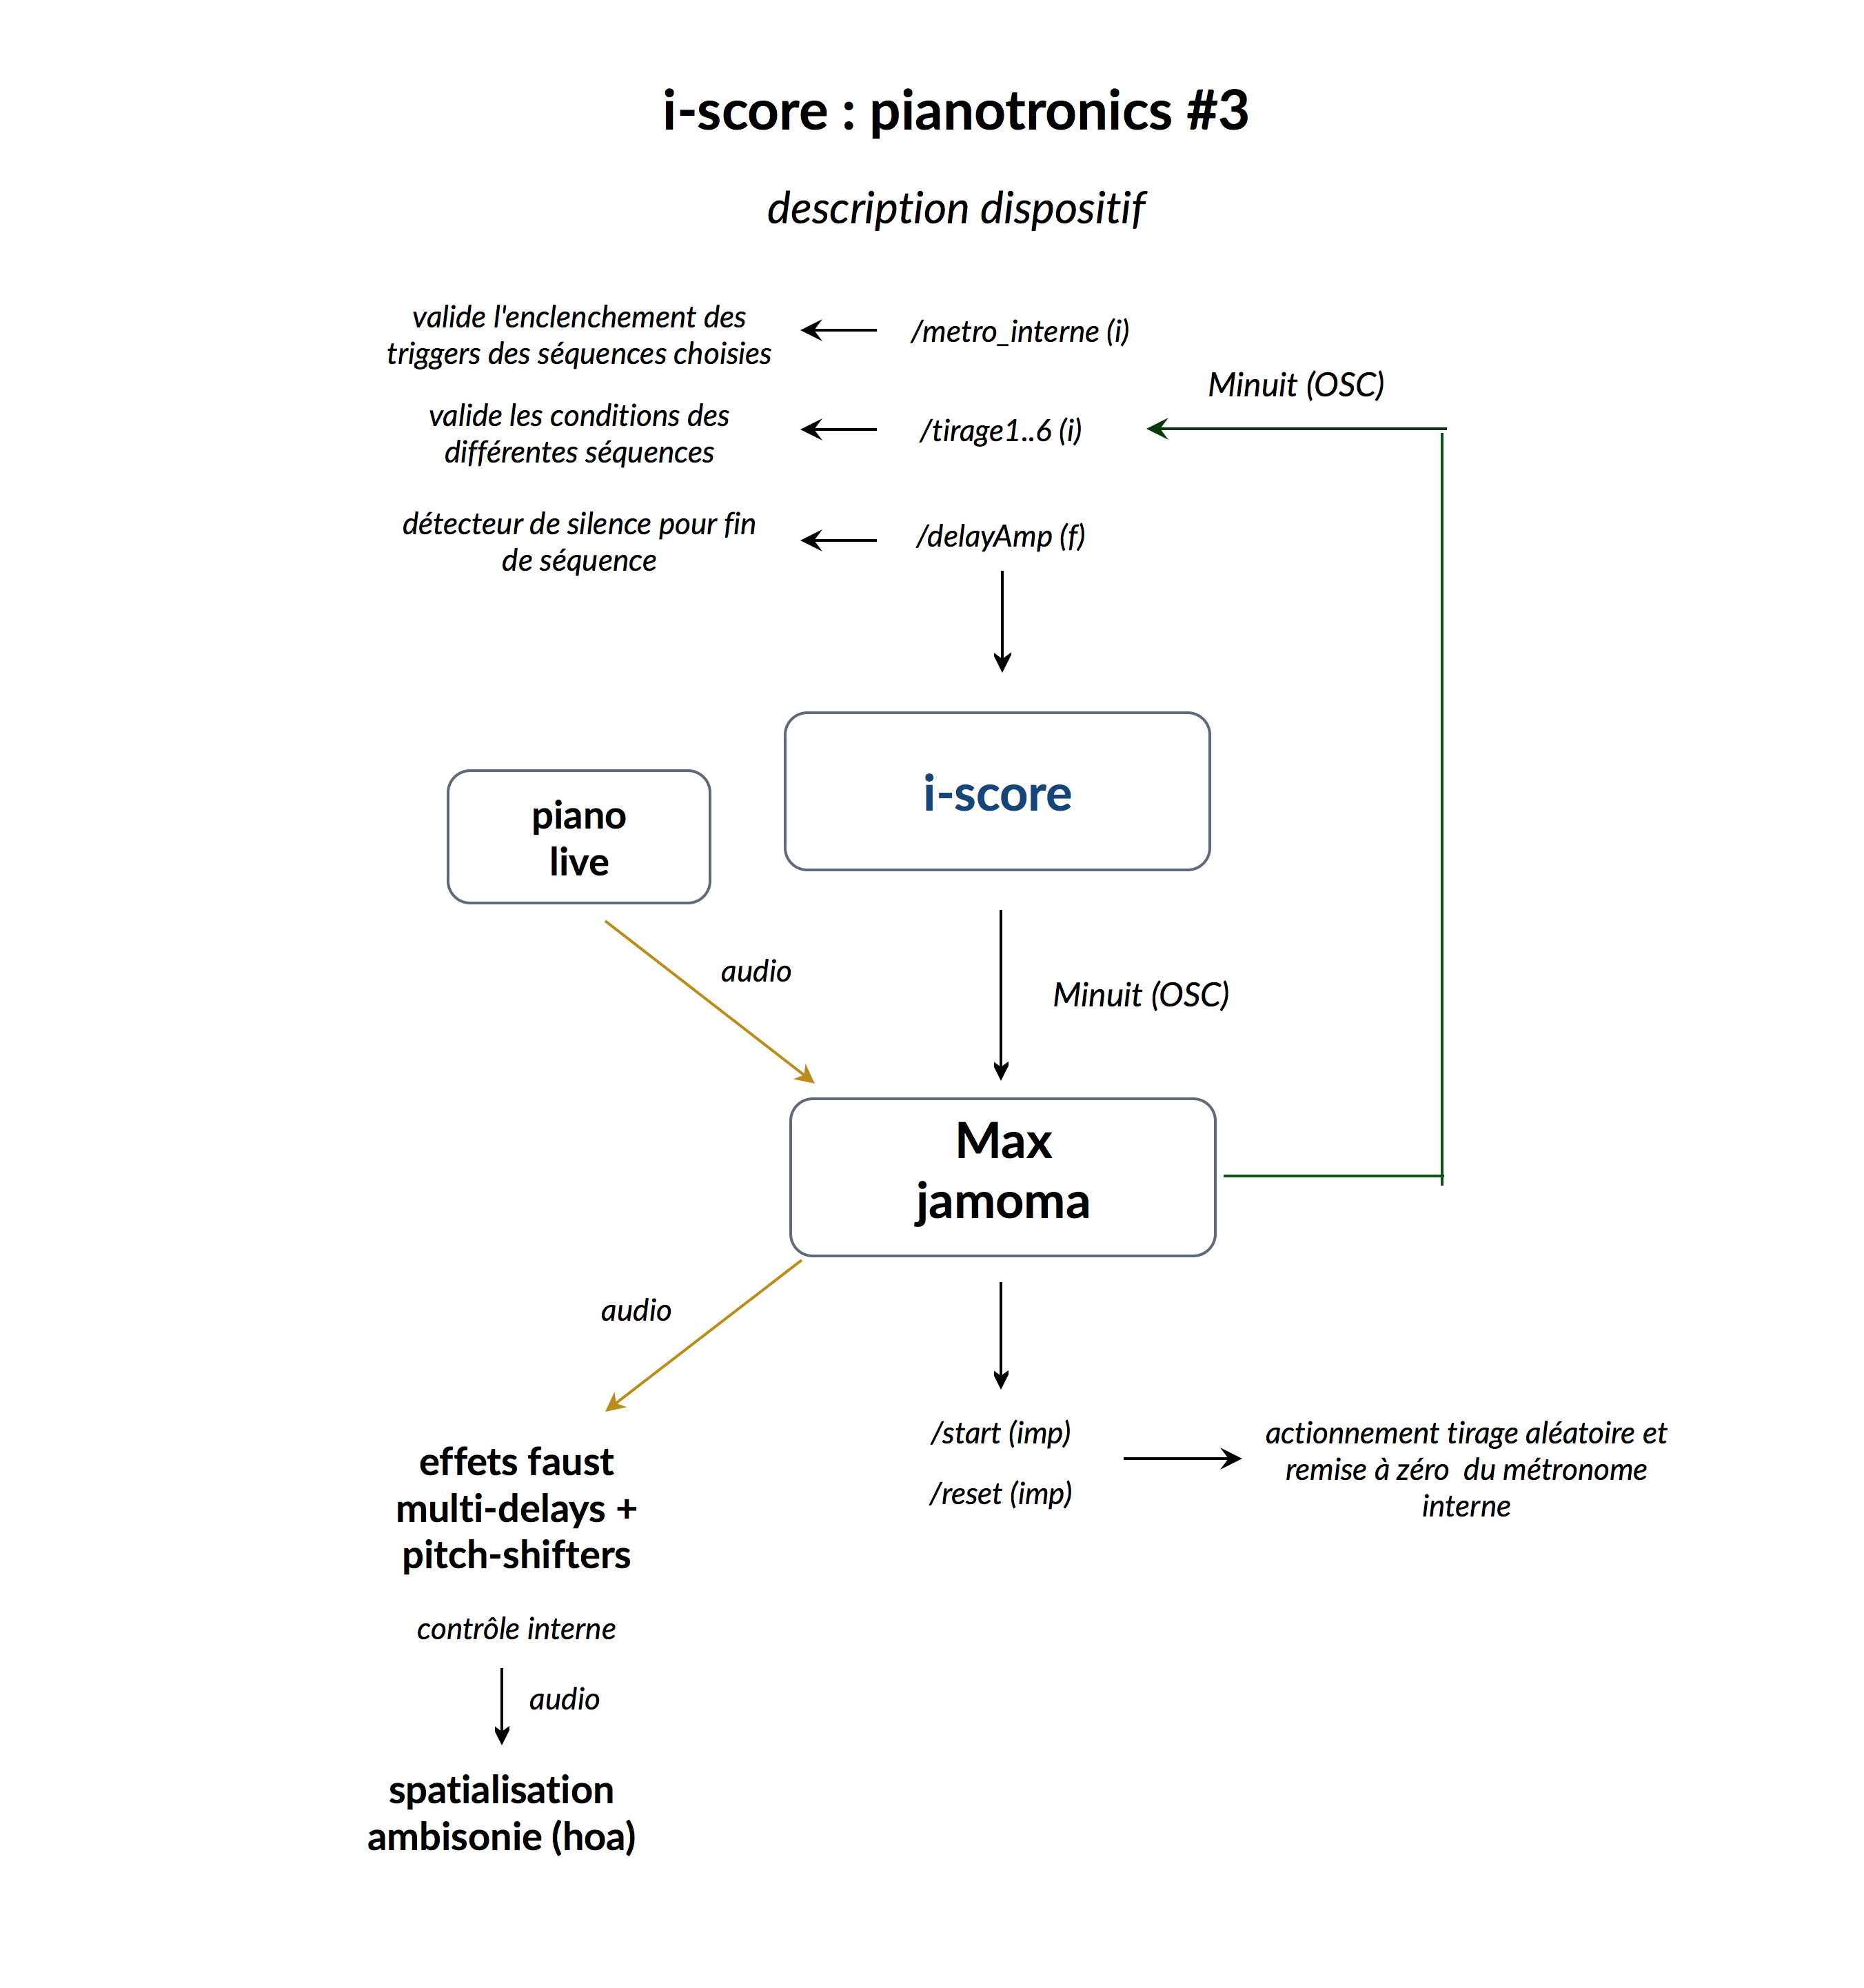 i-score : pianotronics #3
description dispositif
valide l'enclenchement des
triggers des séquences choisies
/metro_interne (i)
Minuit (OSC)
valide les conditions des
différentes séquences
/tirage1..6 (i)
détecteur de silence pour fin
de séquence
/delayAmp (f)
i-score
piano
live
audio
Minuit (OSC)
Max
jamoma
audio
/start (imp)
/reset (imp)
actionnement tirage aléatoire et
remise à zéro  du métronome
interne
effets faust
multi-delays +
pitch-shifters
contrôle interne
audio
spatialisation
ambisonie (hoa)